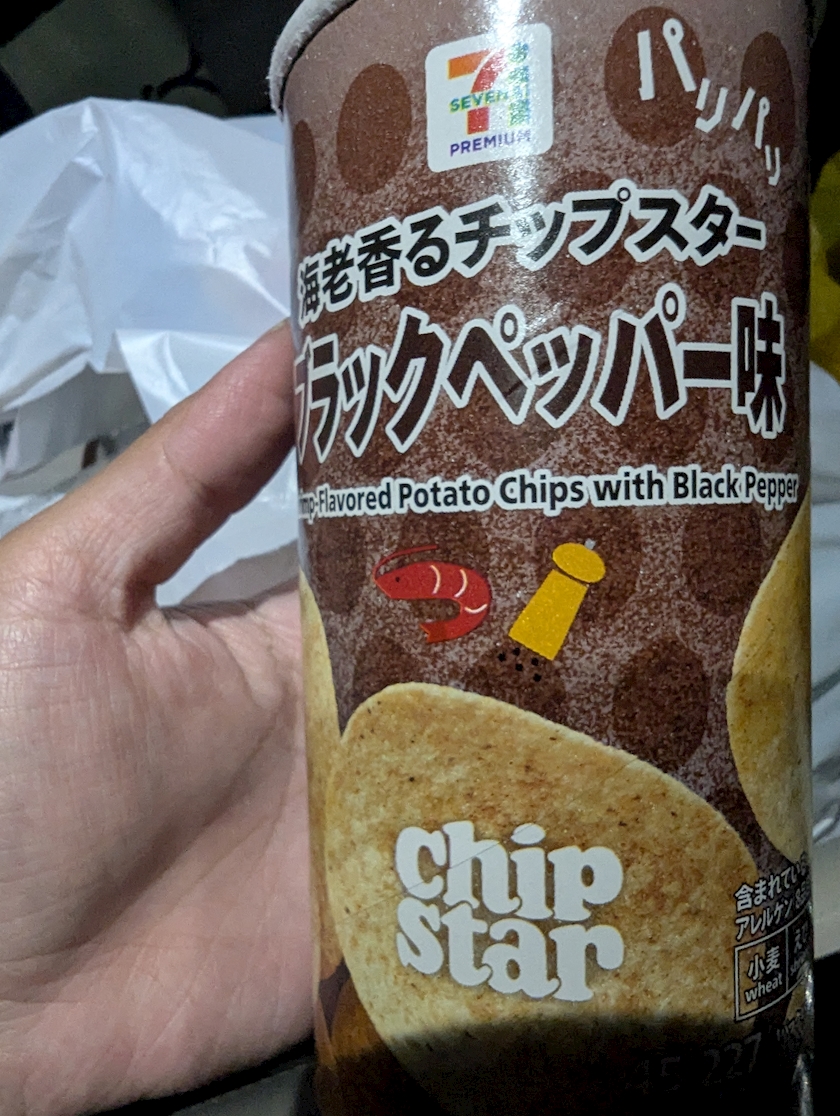 7
SEVEN
PREMIUM
パリパリッ
海老香るチップスター
ブラックペッパー味
-Flavored Potato Chips with Black Pepper
chip
star
含まれている
アレルゲン
小麦
wheat